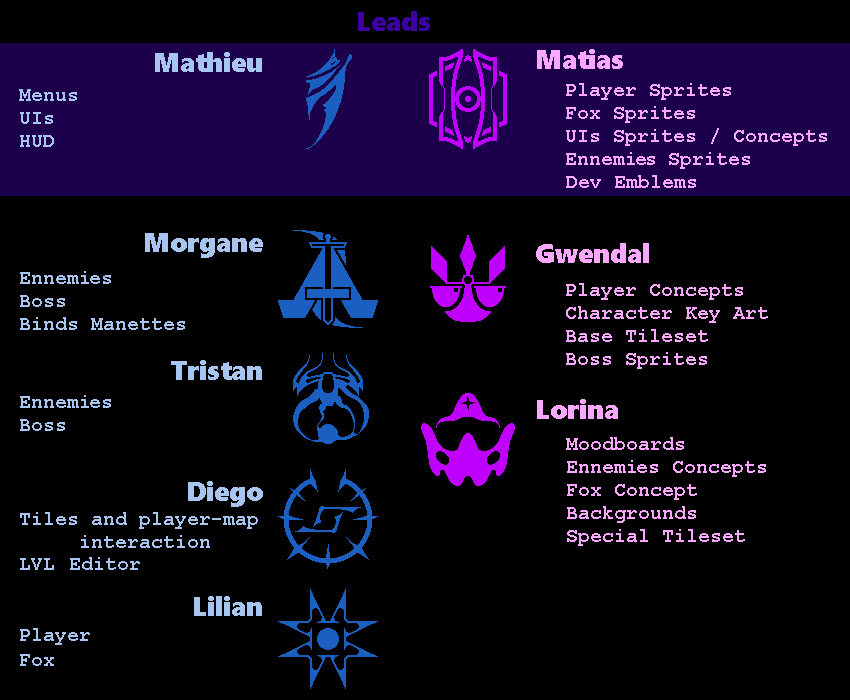 Leads
Mathieu
Menus
UIs
HUD
Matias
Player Sprites
Fox Sprites
UIs Sprites / Concepts
Ennemies Sprites
Dev Emblems
Morgane
Ennemies
Boss
Binds Manettes
Tristan
Ennemies
Boss
Diego
Tiles and player-map
interaction
LVL Editor
Lilian
Player
Fox
Gwendal
Player Concepts
Character Key Art
Base Tileset
Boss Sprites
Lorina
Moodboards
Ennemies Concepts
Fox Concept
Backgrounds
Special Tileset